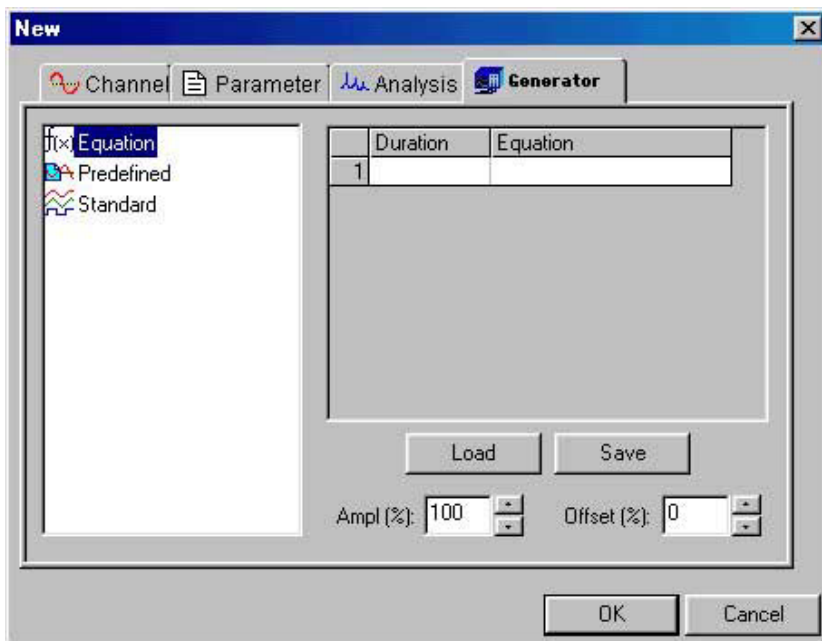 New
Channel Parameter Analysis Generator
f(x) Equation
Predefined
Standard
Duration Equation
1
Load Save
Ampl (%): 100 Offset (%): 0
OK Cancel